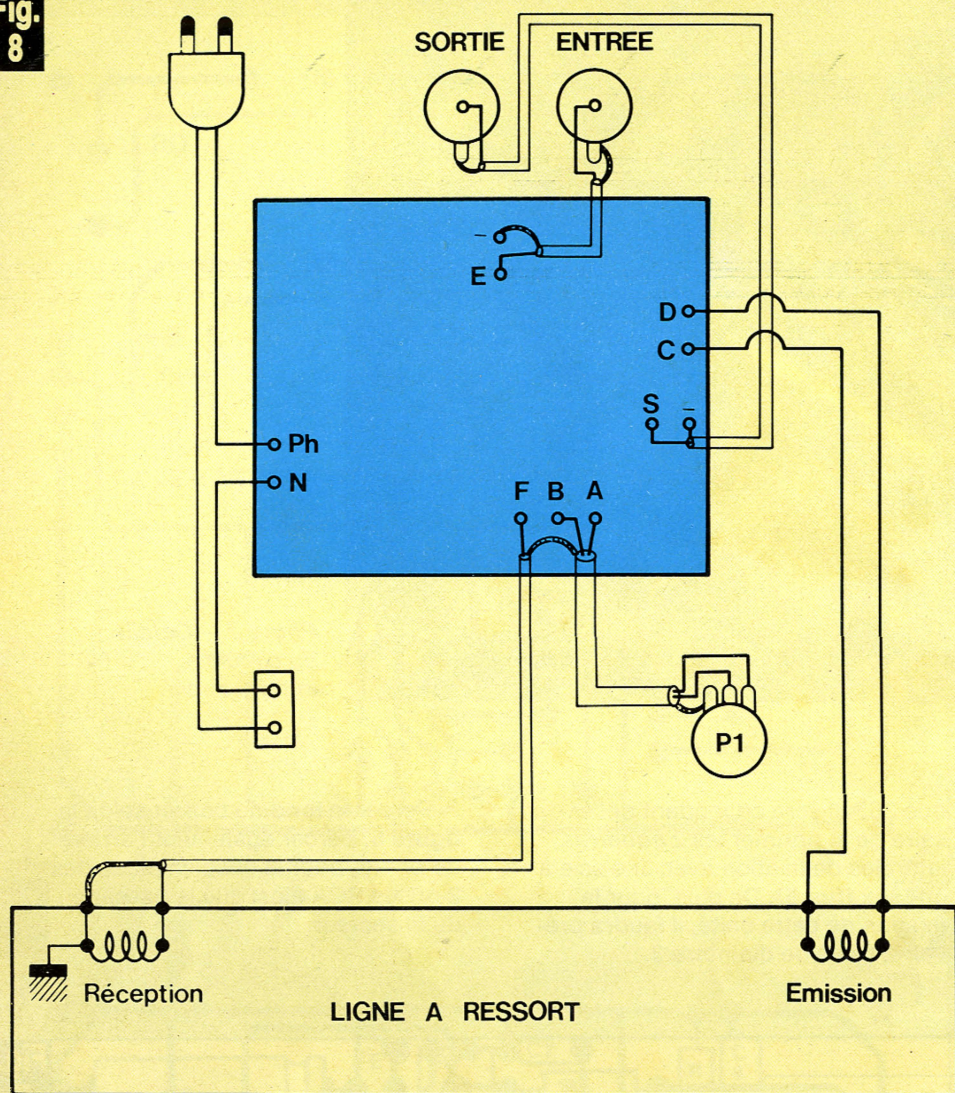 Fig.
8
SORTIE ENTREE
–
E
D
C
S –
Ph
N
F B A
P1
Réception
Emission
LIGNE A RESSORT